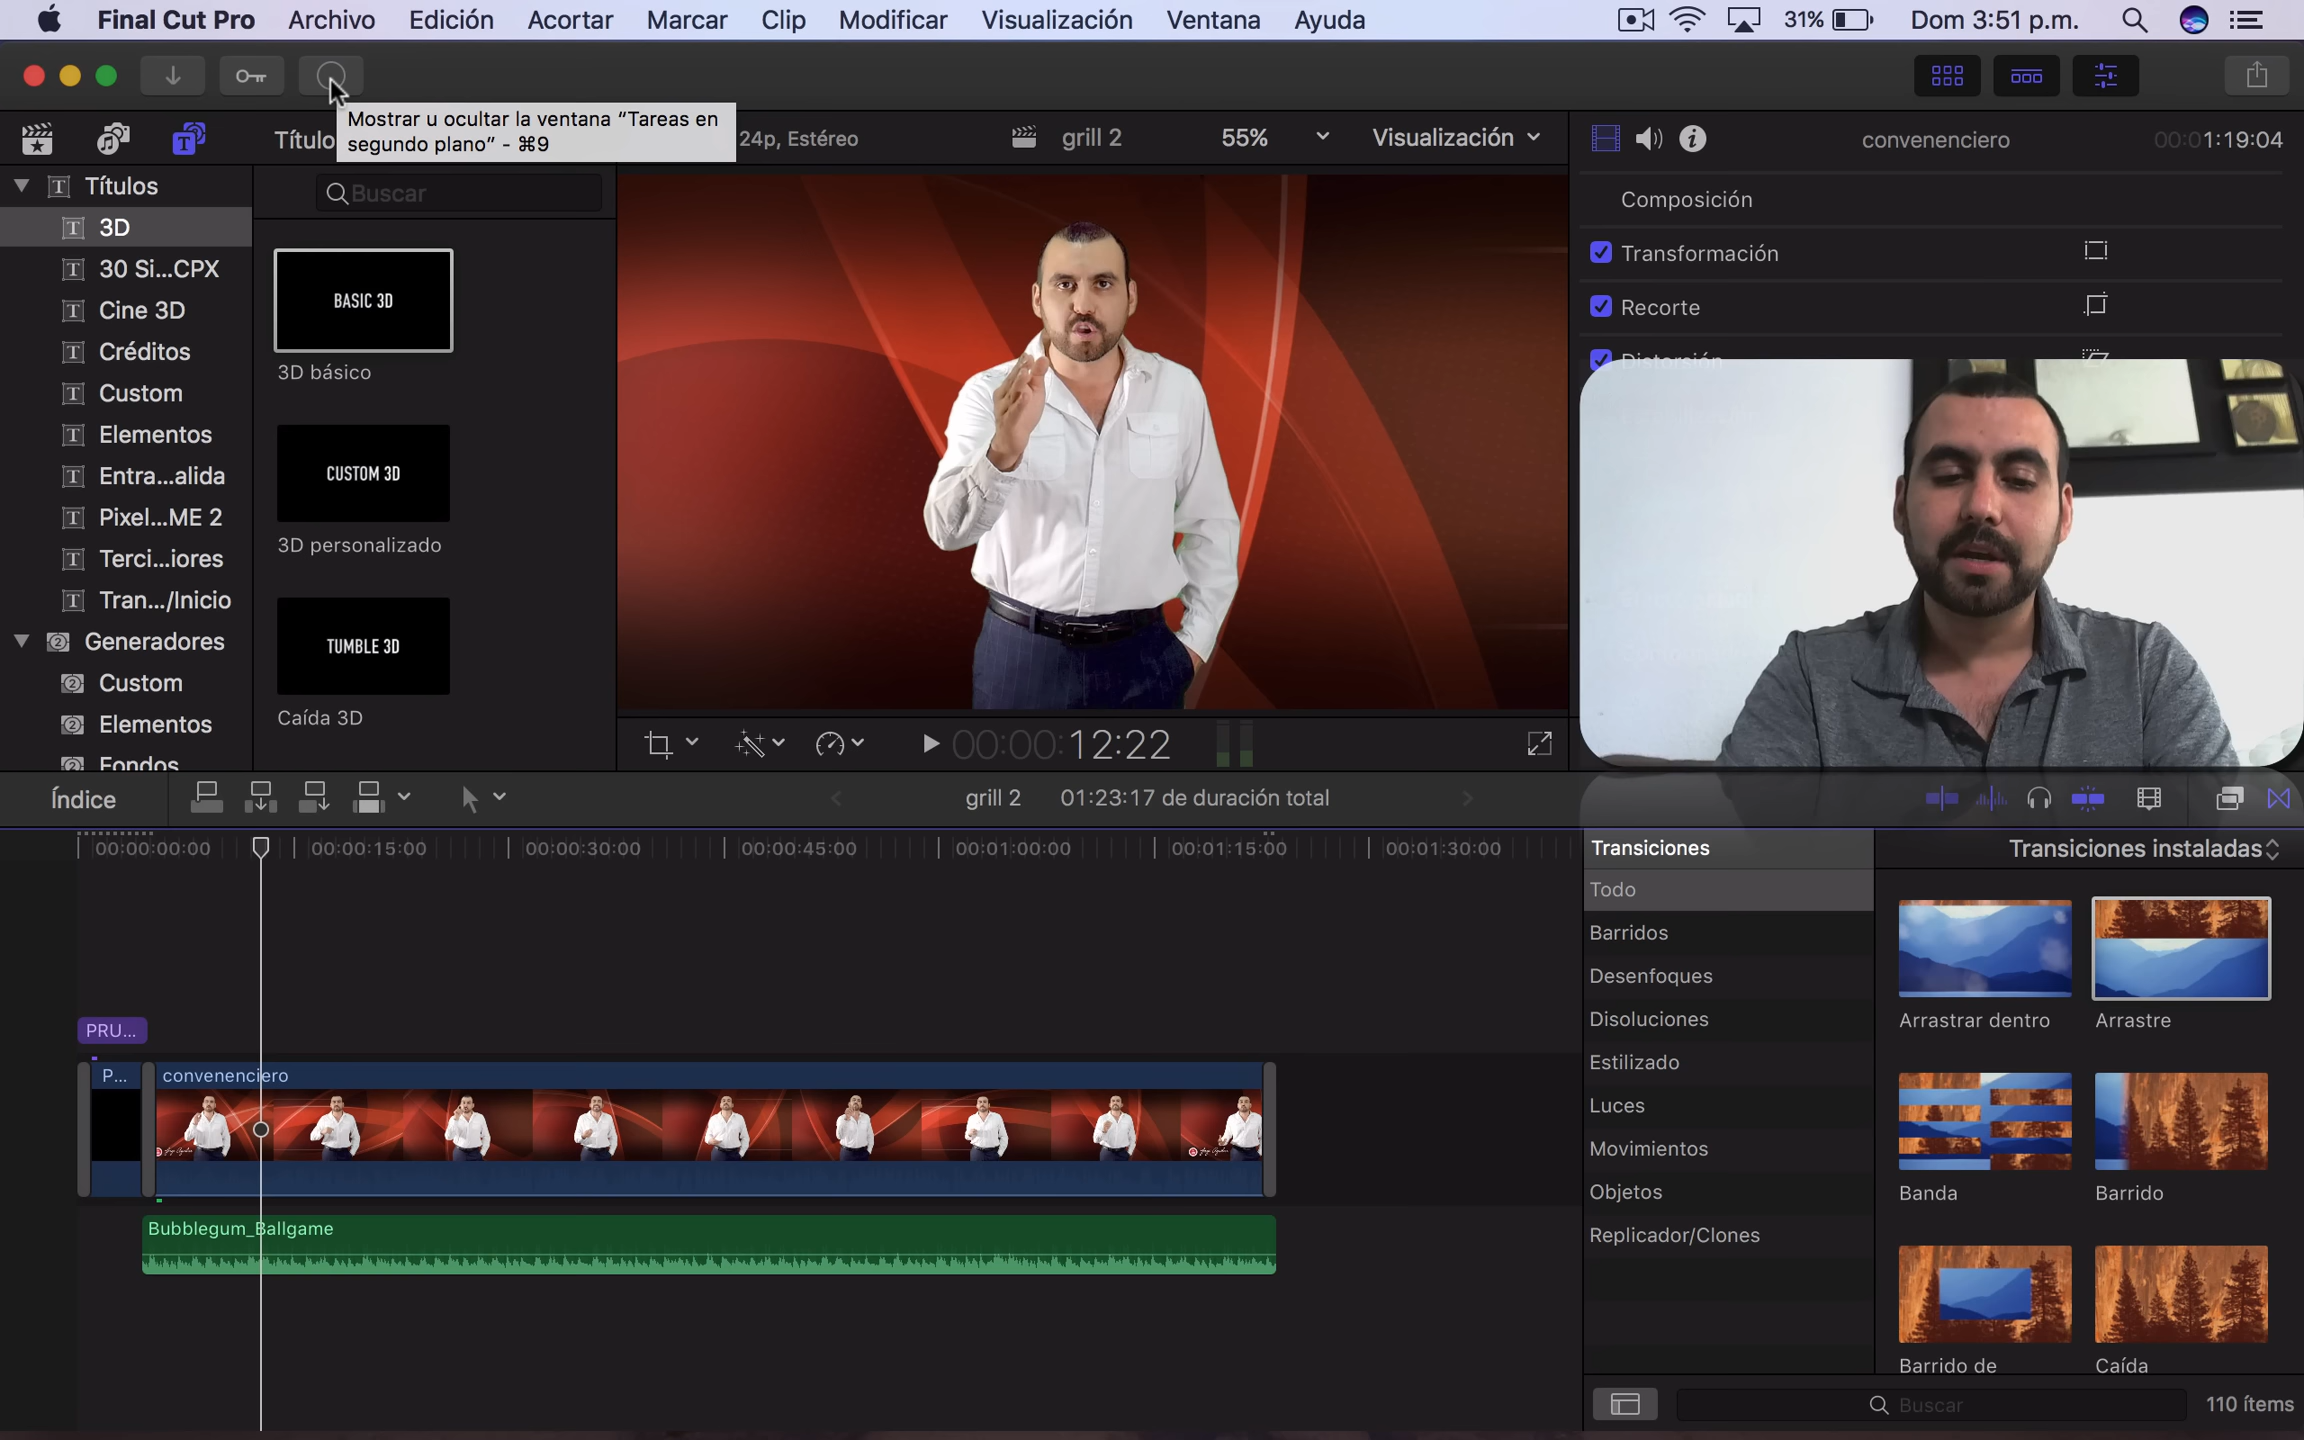 Final Cut Pro Archivo Edición Acortar Marcar Clip Modificar Visualización Ventana Ayuda 31% Dom 3:51 p.m.
Mostrar u ocultar la ventana “Tareas en
segundo plano” - ⌘9
Título
24p, Estéreo
grill 2
55%
Visualización
convenenciero
00:01:19:04
Títulos
3D
30 Si...CPX
Cine 3D
Créditos
Custom
Elementos
Entra...alida
Pixel...ME 2
Terci...iores
Tran.../Inicio
Generadores
Custom
Elementos
Fondos
Buscar
BASIC 3D
3D básico
CUSTOM 3D
3D personalizado
TUMBLE 3D
Caída 3D
Composición
Transformación
Recorte
Distorsión
00:00:12:22
Índice
grill 2
01:23:17 de duración total
00:00:00:00
00:00:15:00
00:00:30:00
00:00:45:00
00:01:00:00
00:01:15:00
00:01:30:00
PRU...
P...
convenenciero
Bubblegum_Ballgame
Transiciones
Todo
Barridos
Desenfoques
Disoluciones
Estilizado
Luces
Movimientos
Objetos
Replicador/Clones
Transiciones instaladas
Arrastrar dentro
Arrastre
Banda
Barrido
Barrido de
Caída
Buscar
110 ítems